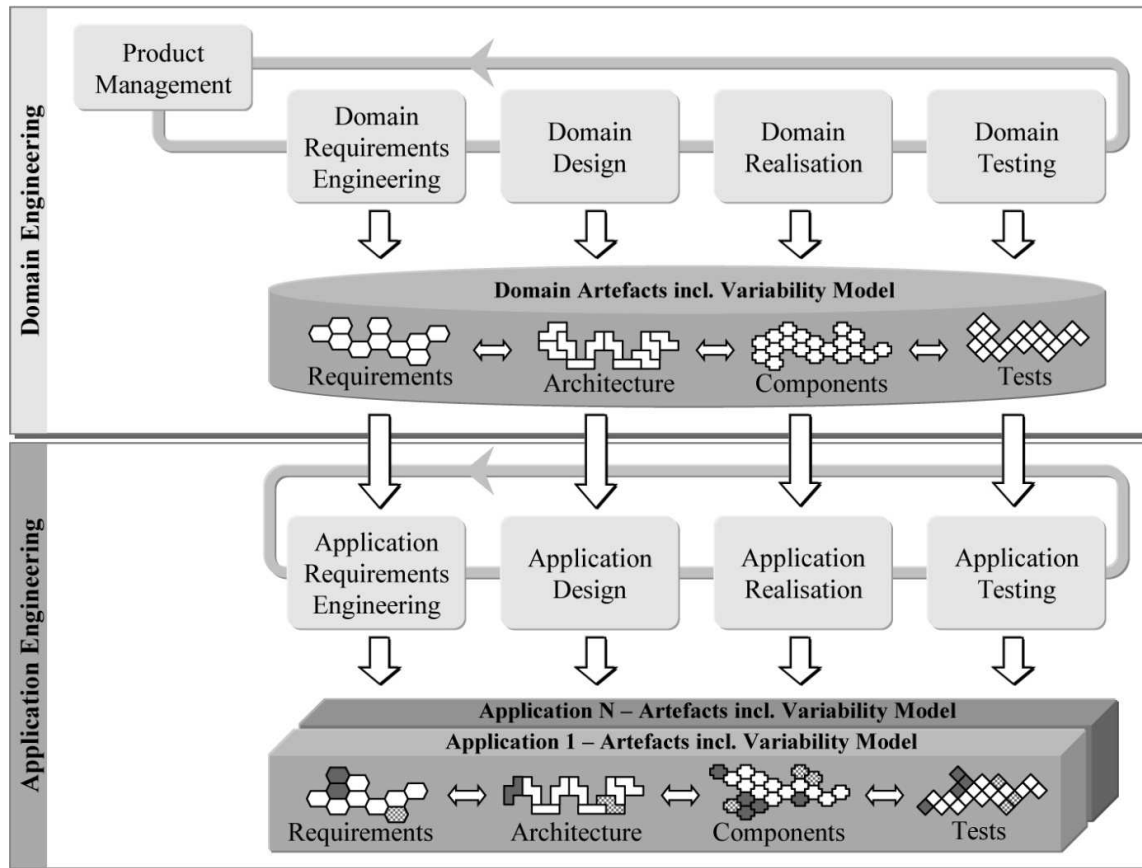 Domain Engineering
Product
Management
Domain
Requirements
Engineering
Domain
Design
Domain
Realisation
Domain
Testing
Domain Artefacts incl. Variability Model
Requirements
Architecture
Components
Tests
Application Engineering
Application
Requirements
Engineering
Application
Design
Application
Realisation
Application
Testing
Application N – Artefacts incl. Variability Model
Application 1 – Artefacts incl. Variability Model
Requirements
Architecture
Components
Tests